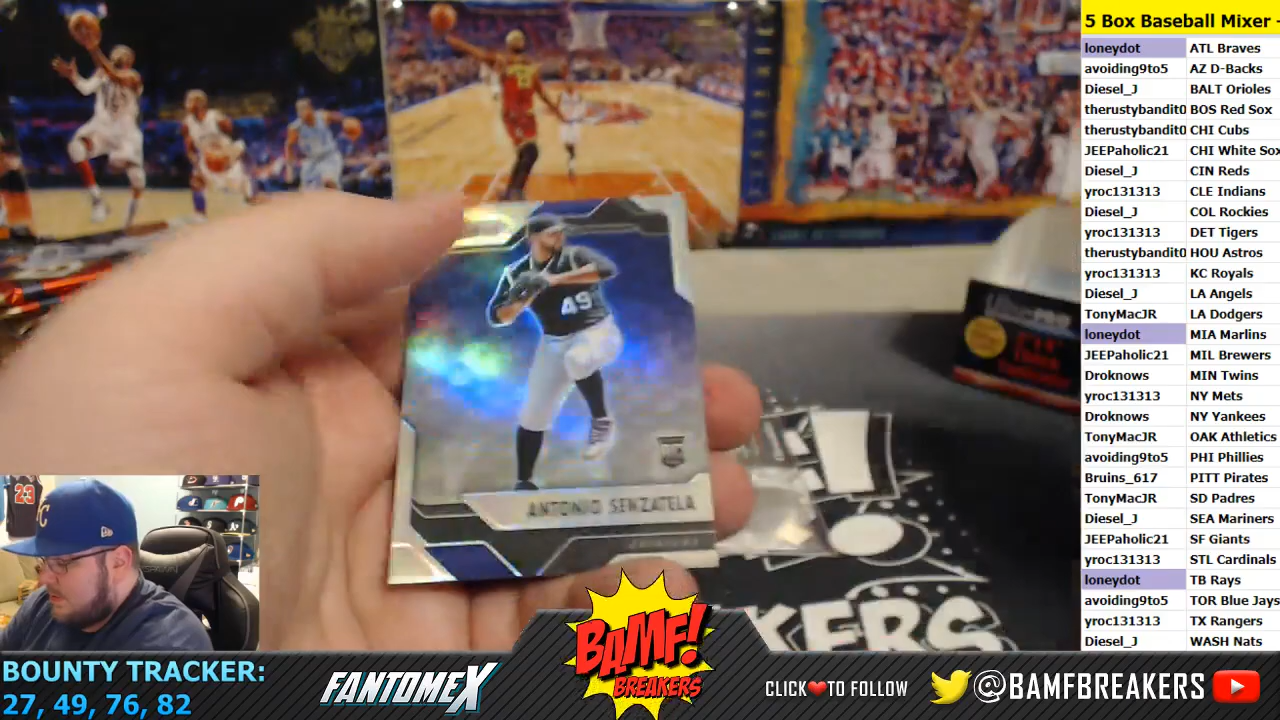 5 Box Baseball Mixer -
loneydot ATL Braves
avoiding9to5 AZ D-Backs
Diesel_J BALT Orioles
therustybandit0 BOS Red Sox
therustybandit0 CHI Cubs
JEEPaholic21 CHI White Sox
Diesel_J CIN Reds
yroc131313 CLE Indians
Diesel_J COL Rockies
yroc131313 DET Tigers
therustybandit0 HOU Astros
yroc131313 KC Royals
Diesel_J LA Angels
TonyMacJR LA Dodgers
loneydot MIA Marlins
JEEPaholic21 MIL Brewers
Droknows MIN Twins
yroc131313 NY Mets
Droknows NY Yankees
TonyMacJR OAK Athletics
avoiding9to5 PHI Phillies
Bruins_617 PITT Pirates
TonyMacJR SD Padres
Diesel_J SEA Mariners
JEEPaholic21 SF Giants
yroc131313 STL Cardinals
loneydot TB Rays
avoiding9to5 TOR Blue Jays
yroc131313 TX Rangers
Diesel_J WASH Nats
49
ANTONIO SENZATELA
KERS
23
BOUNTY TRACKER:
27, 49, 76, 82
FANTOMEX
BAMF!
BREAKERS
CLICK TO FOLLOW
@BAMFBREAKERS